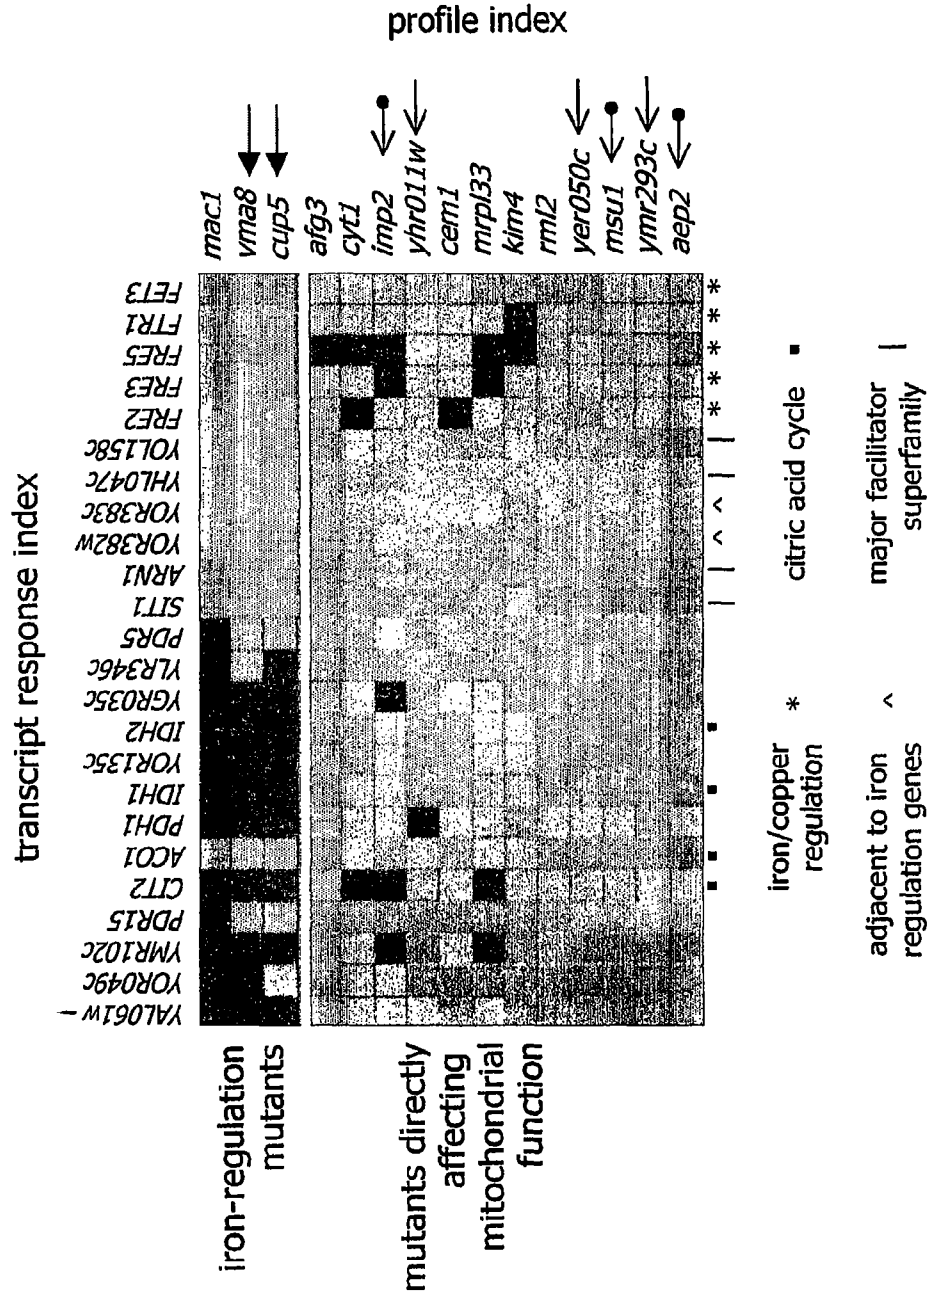 profile index
transcript response index
mac1
vma8
cup5
afg3
cyt1
imp2
yhr011w
cem1
mrpl33
kim4
rml2
yer050c
msu1
ymr293c
aep2
FET3
FTR1
FRE5
FRE3
FRE2
YOL158c
YHL047c
YOR383c
YOR382w
ARN1
SIT1
PDR5
YLR346c
YGR035c
IDH2
YOR135c
IDH1
PDH1
ACO1
CIT2
PDR15
YMR102c
YOR049c
YAL061w
iron-regulation
mutants
mutants directly
affecting
mitochondrial
function
* * * * *
| ^ ^ | |
iron/copper
regulation *
citric acid cycle ▪
adjacent to iron
regulation genes ^
major facilitator
superfamily |